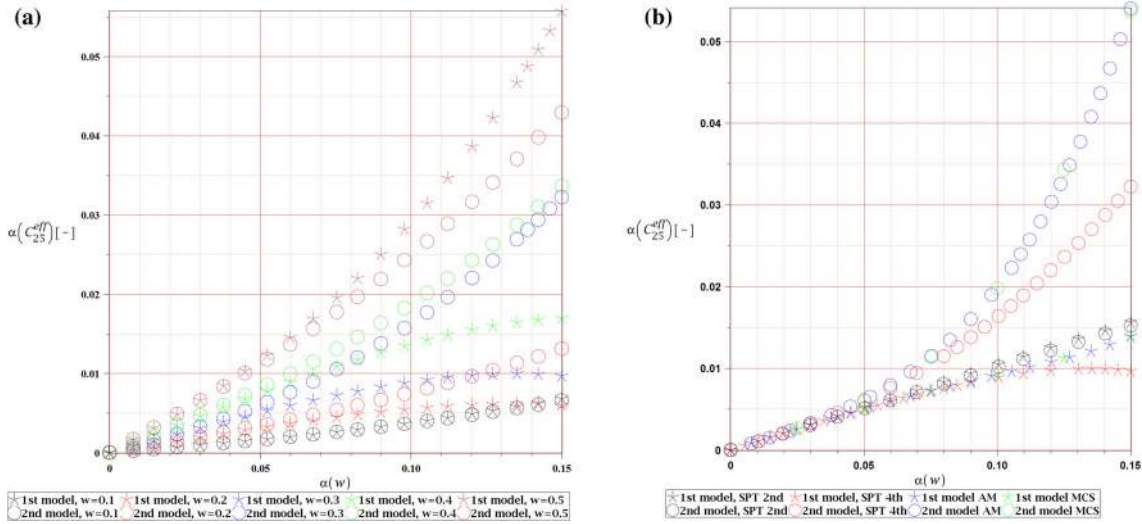 (a)
0.05
0.04
0.03
α(C₂₅ᵉᶠᶠ)[-]
0.02
0.01
0
0
0.05
0.10
0.15
α(w)
1st model, w=0.1 1st model, w=0.2 1st model, w=0.3 1st model, w=0.4 1st model, w=0.5
2nd model, w=0.1 2nd model, w=0.2 2nd model, w=0.3 2nd model, w=0.4 2nd model, w=0.5
(b)
0.05
0.04
0.03
α(C₂₅ᵉᶠᶠ)[-]
0.02
0.01
0
0
0.05
0.10
0.15
α(w)
1st model, SPT 2nd 1st model, SPT 4th 1st model AM 1st model MCS
2nd model, SPT 2nd 2nd model, SPT 4th 2nd model AM 2nd model MCS